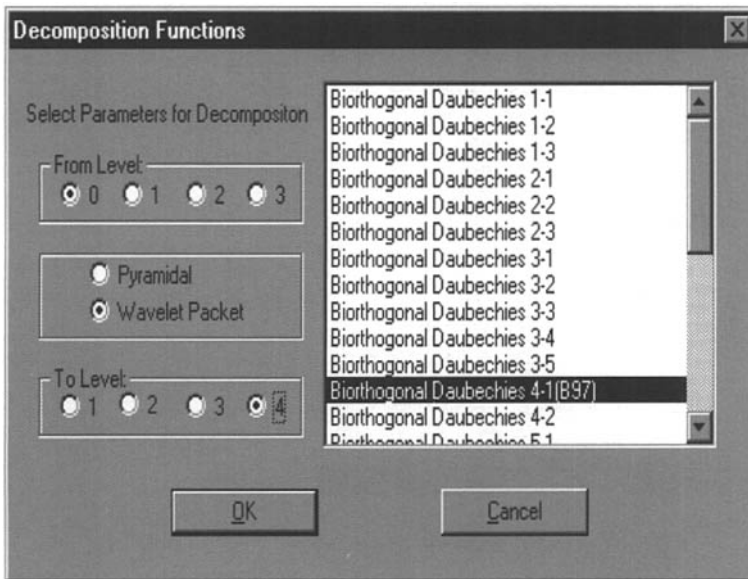 Decomposition Functions
Select Parameters for Decompositon
From Level:
0 1 2 3
Pyramidal
Wavelet Packet
To Level:
1 2 3 4
Biorthogonal Daubechies 1-1
Biorthogonal Daubechies 1-2
Biorthogonal Daubechies 1-3
Biorthogonal Daubechies 2-1
Biorthogonal Daubechies 2-2
Biorthogonal Daubechies 2-3
Biorthogonal Daubechies 3-1
Biorthogonal Daubechies 3-2
Biorthogonal Daubechies 3-3
Biorthogonal Daubechies 3-4
Biorthogonal Daubechies 3-5
Biorthogonal Daubechies 4-1(B97)
Biorthogonal Daubechies 4-2
Biorthogonal Daubechies 5-1
OK
Cancel